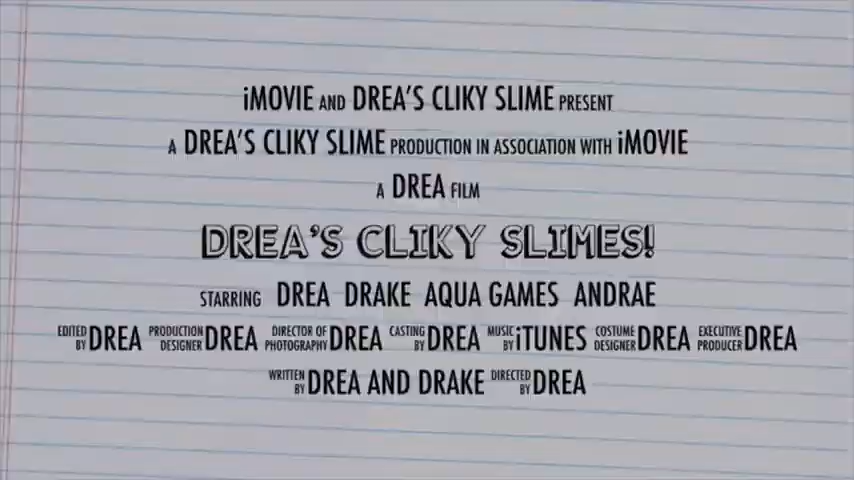 iMOVIE AND DREA'S CLIKY SLIME PRESENT
A DREA'S CLIKY SLIME PRODUCTION IN ASSOCIATION WITH iMOVIE
A DREA FILM
DREA'S CLIKY SLIMES!
STARRING DREA DRAKE AQUA GAMES ANDRAE
EDITED BY DREA PRODUCTION DESIGNER DREA DIRECTOR OF PHOTOGRAPHY DREA CASTING BY DREA MUSIC BY iTUNES COSTUME DESIGNER DREA EXECUTIVE PRODUCER DREA
WRITTEN BY DREA AND DRAKE DIRECTED BY DREA